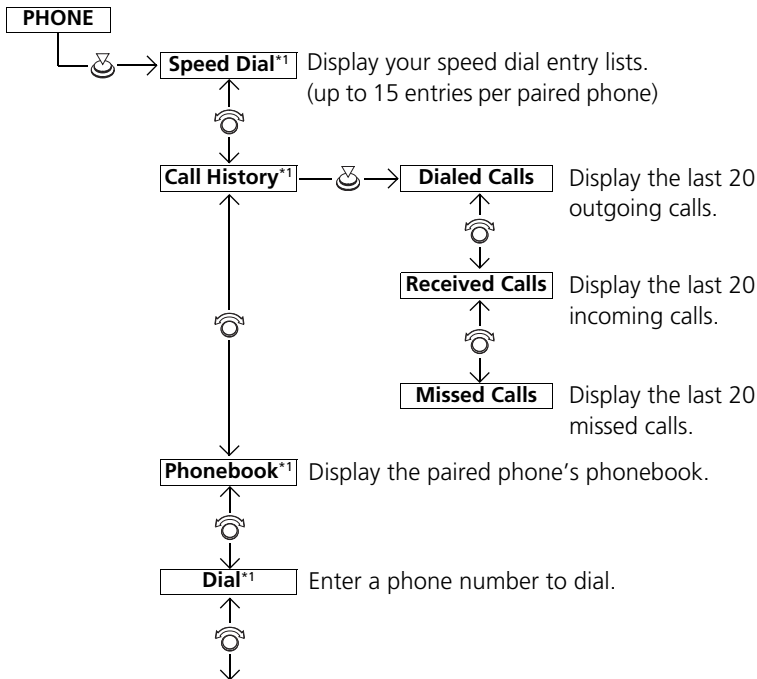 PHONE
Speed Dial*1 Display your speed dial entry lists.
(up to 15 entries per paired phone)
Call History*1 Dialed Calls Display the last 20
outgoing calls.
Received Calls Display the last 20
incoming calls.
Missed Calls Display the last 20
missed calls.
Phonebook*1 Display the paired phone’s phonebook.
Dial*1 Enter a phone number to dial.